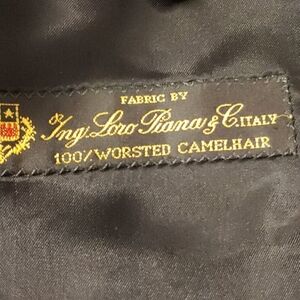 FABRIC BY
Ing. Loro Piana & C. ITALY
100% WORSTED CAMELHAIR